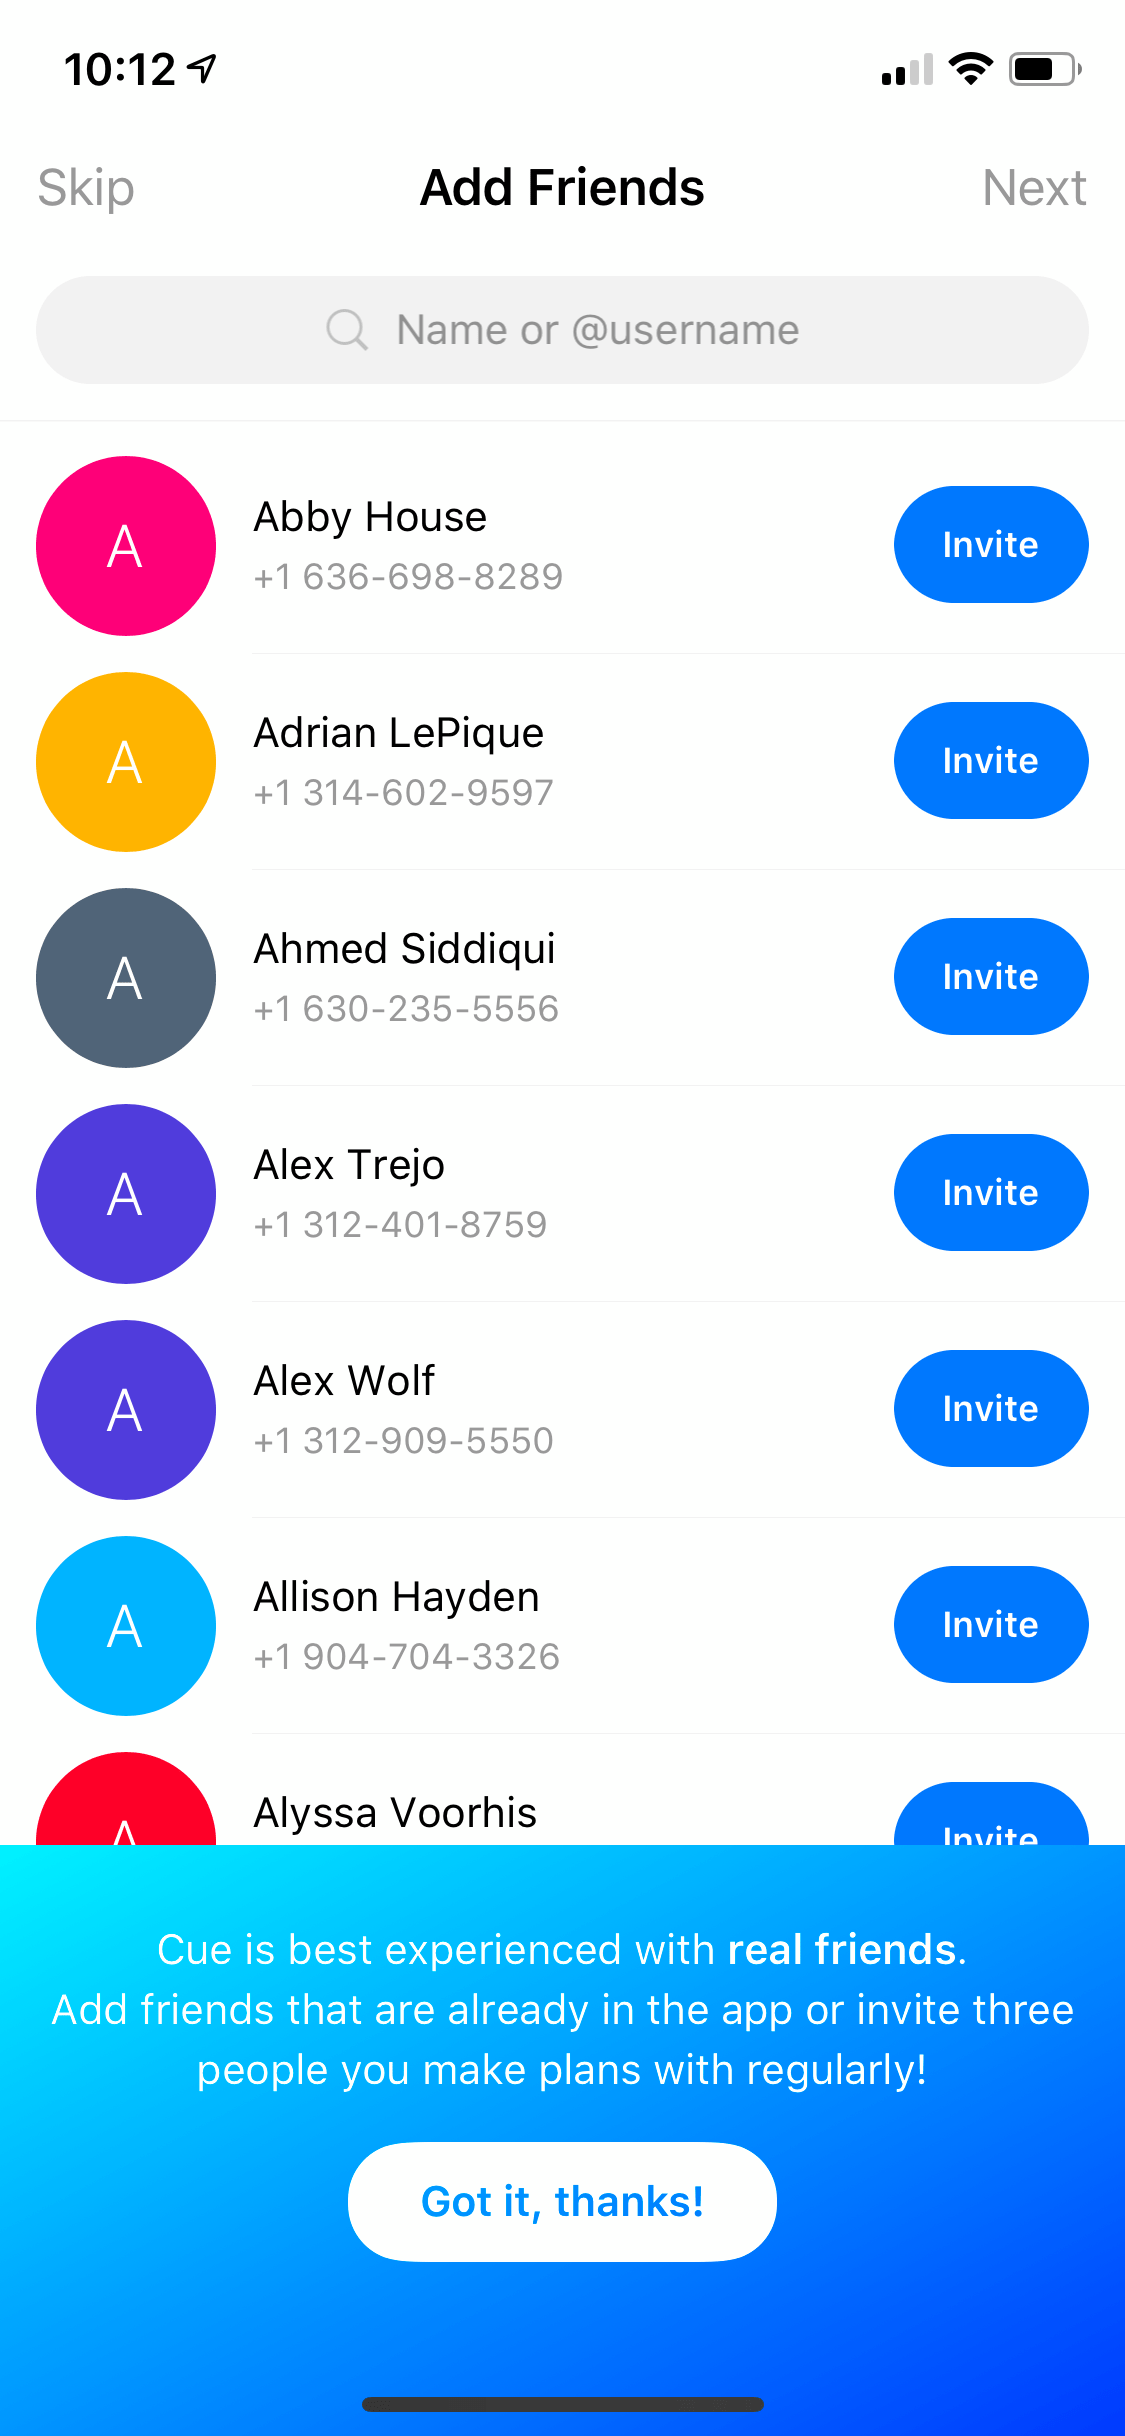 10:12
Skip
Add Friends
Next
Name or @username
A
Abby House
+1 636-698-8289
Invite
A
Adrian LePique
+1 314-602-9597
Invite
A
Ahmed Siddiqui
+1 630-235-5556
Invite
A
Alex Trejo
+1 312-401-8759
Invite
A
Alex Wolf
+1 312-909-5550
Invite
A
Allison Hayden
+1 904-704-3326
Invite
A
Alyssa Voorhis
Invite
Cue is best experienced with real friends.
Add friends that are already in the app or invite three
people you make plans with regularly!
Got it, thanks!